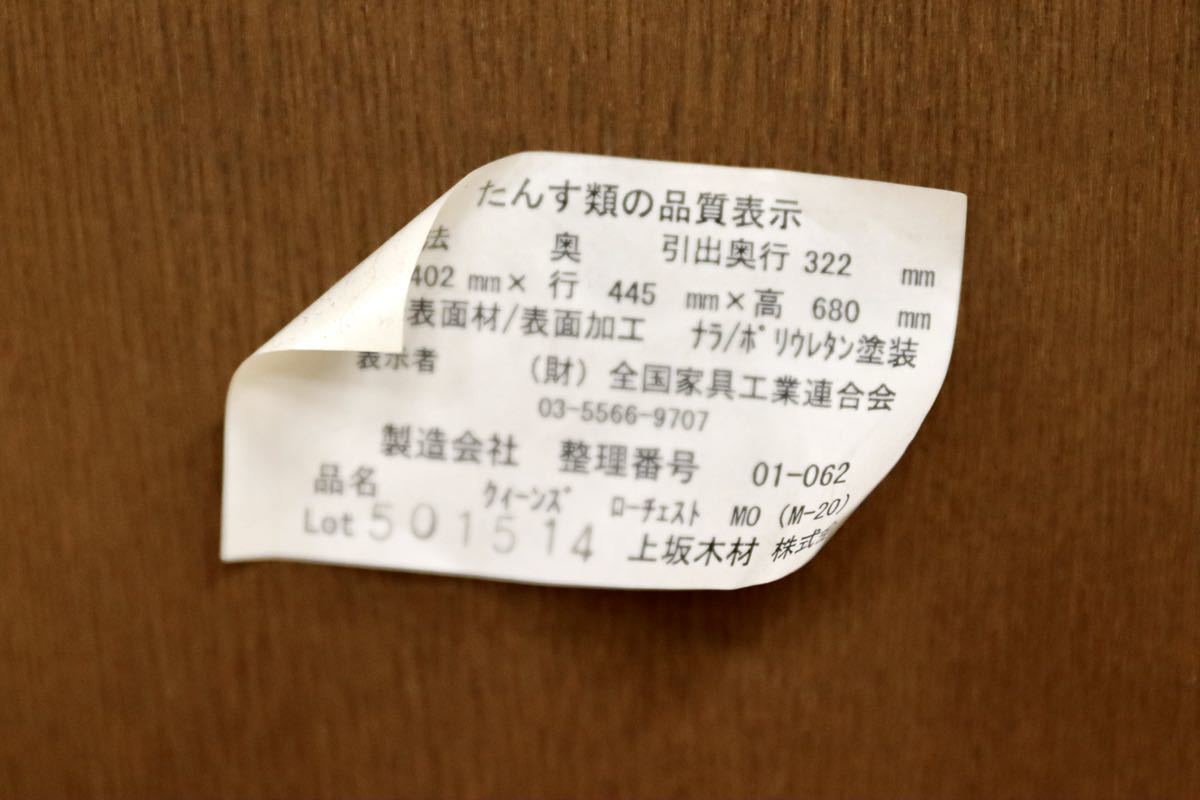 たんす類の品質表示
法 奥 引出奥行 322 mm
402 mm× 行 445 mm×高 680 mm
表面材/表面加工 ﾅﾗ/ﾎﾟﾘｳﾚﾀﾝ塗装
表示者 （財）全国家具工業連合会
03-5566-9707
製造会社 整理番号 01-062
品名 ｸｨｰﾝｽﾞ ﾛｰﾁｪｽﾄ MO (M-20)
Lot 501514 上坂木材 株式